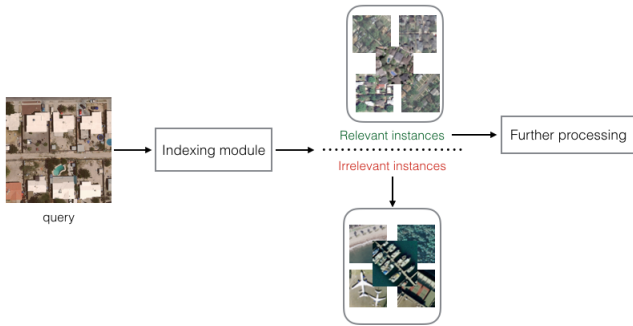 Relevant instances
Further processing
Indexing module
Irrelevant instances
query